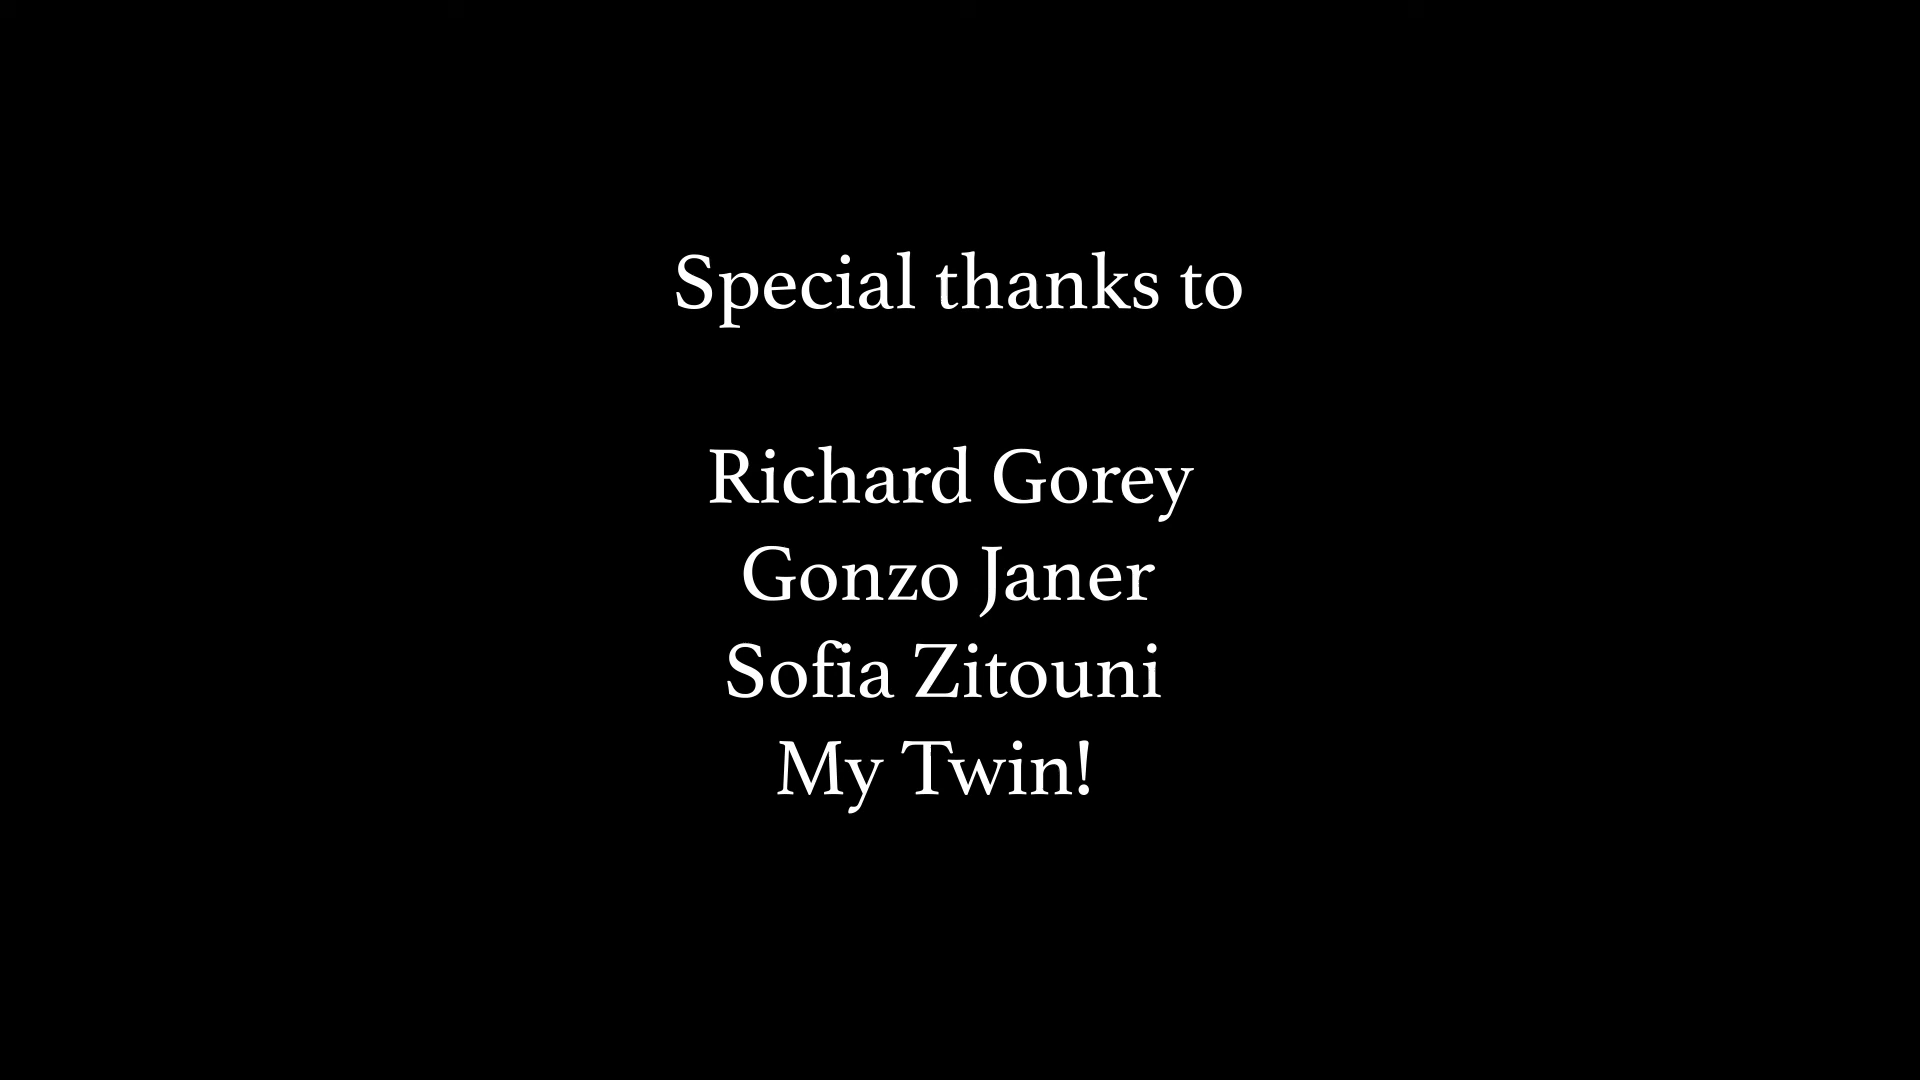 Special thanks to
Richard Gorey
Gonzo Janer
Sofia Zitouni
My Twin!